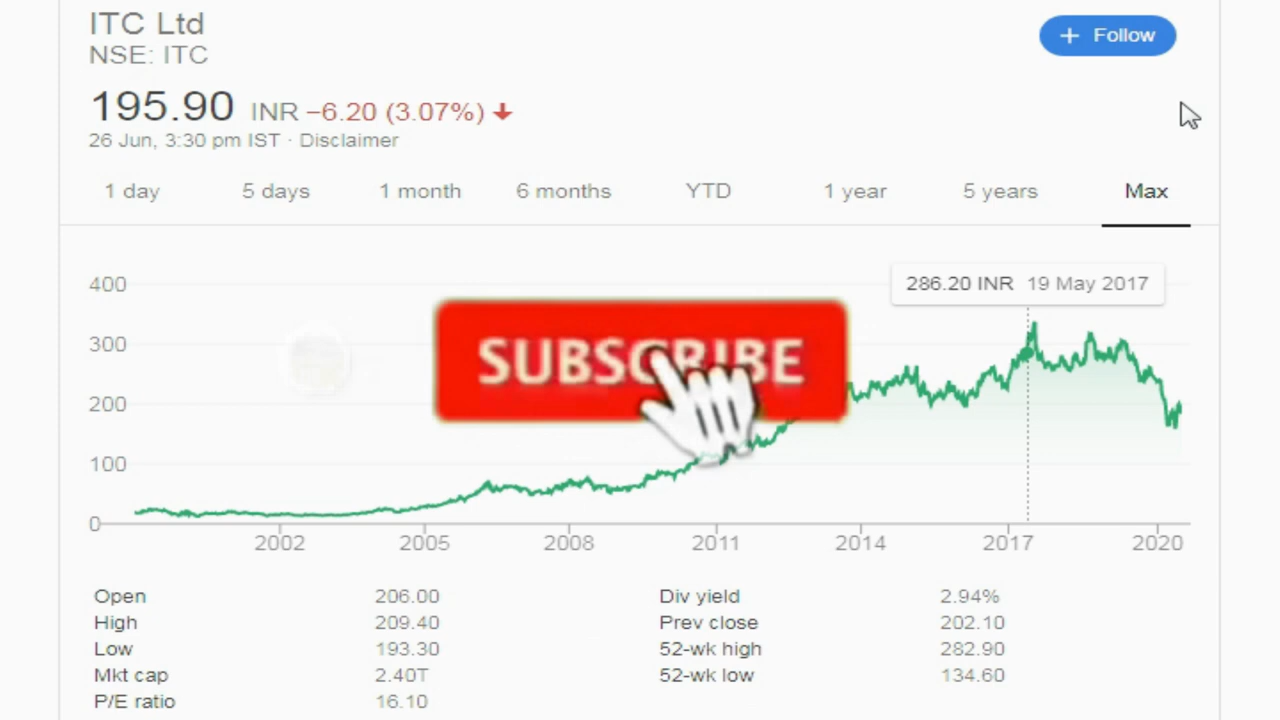 ITC Ltd
NSE: ITC
+ Follow
195.90 INR −6.20 (3.07%)
26 Jun, 3:30 pm IST · Disclaimer
1 day 5 days 1 month 6 months YTD 1 year 5 years Max
286.20 INR 19 May 2017
400
300
200
100
0
SUBSCRIBE
2002 2005 2008 2011 2014 2017 2020
Open 206.00 Div yield 2.94%
High 209.40 Prev close 202.10
Low 193.30 52-wk high 282.90
Mkt cap 2.40T 52-wk low 134.60
P/E ratio 16.10